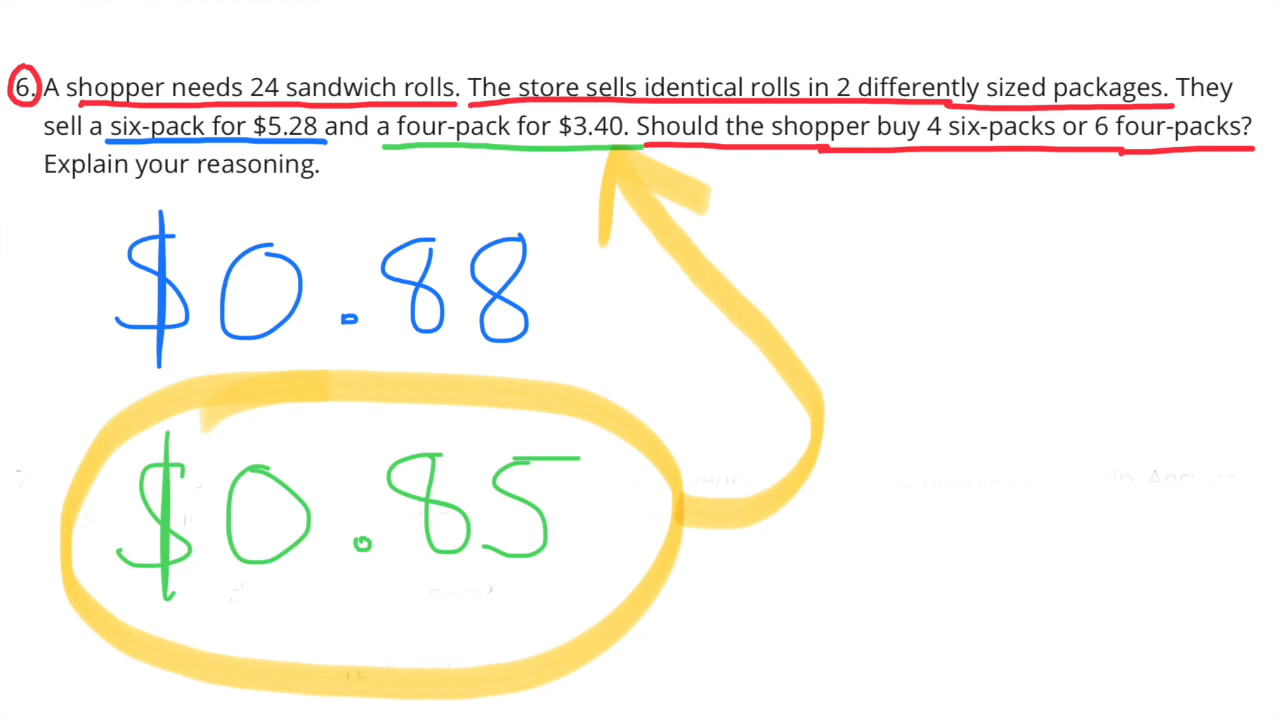 6. A shopper needs 24 sandwich rolls. The store sells identical rolls in 2 differently sized packages. They
sell a six-pack for $5.28 and a four-pack for $3.40. Should the shopper buy 4 six-packs or 6 four-packs?
Explain your reasoning.
$0.88
$0.85